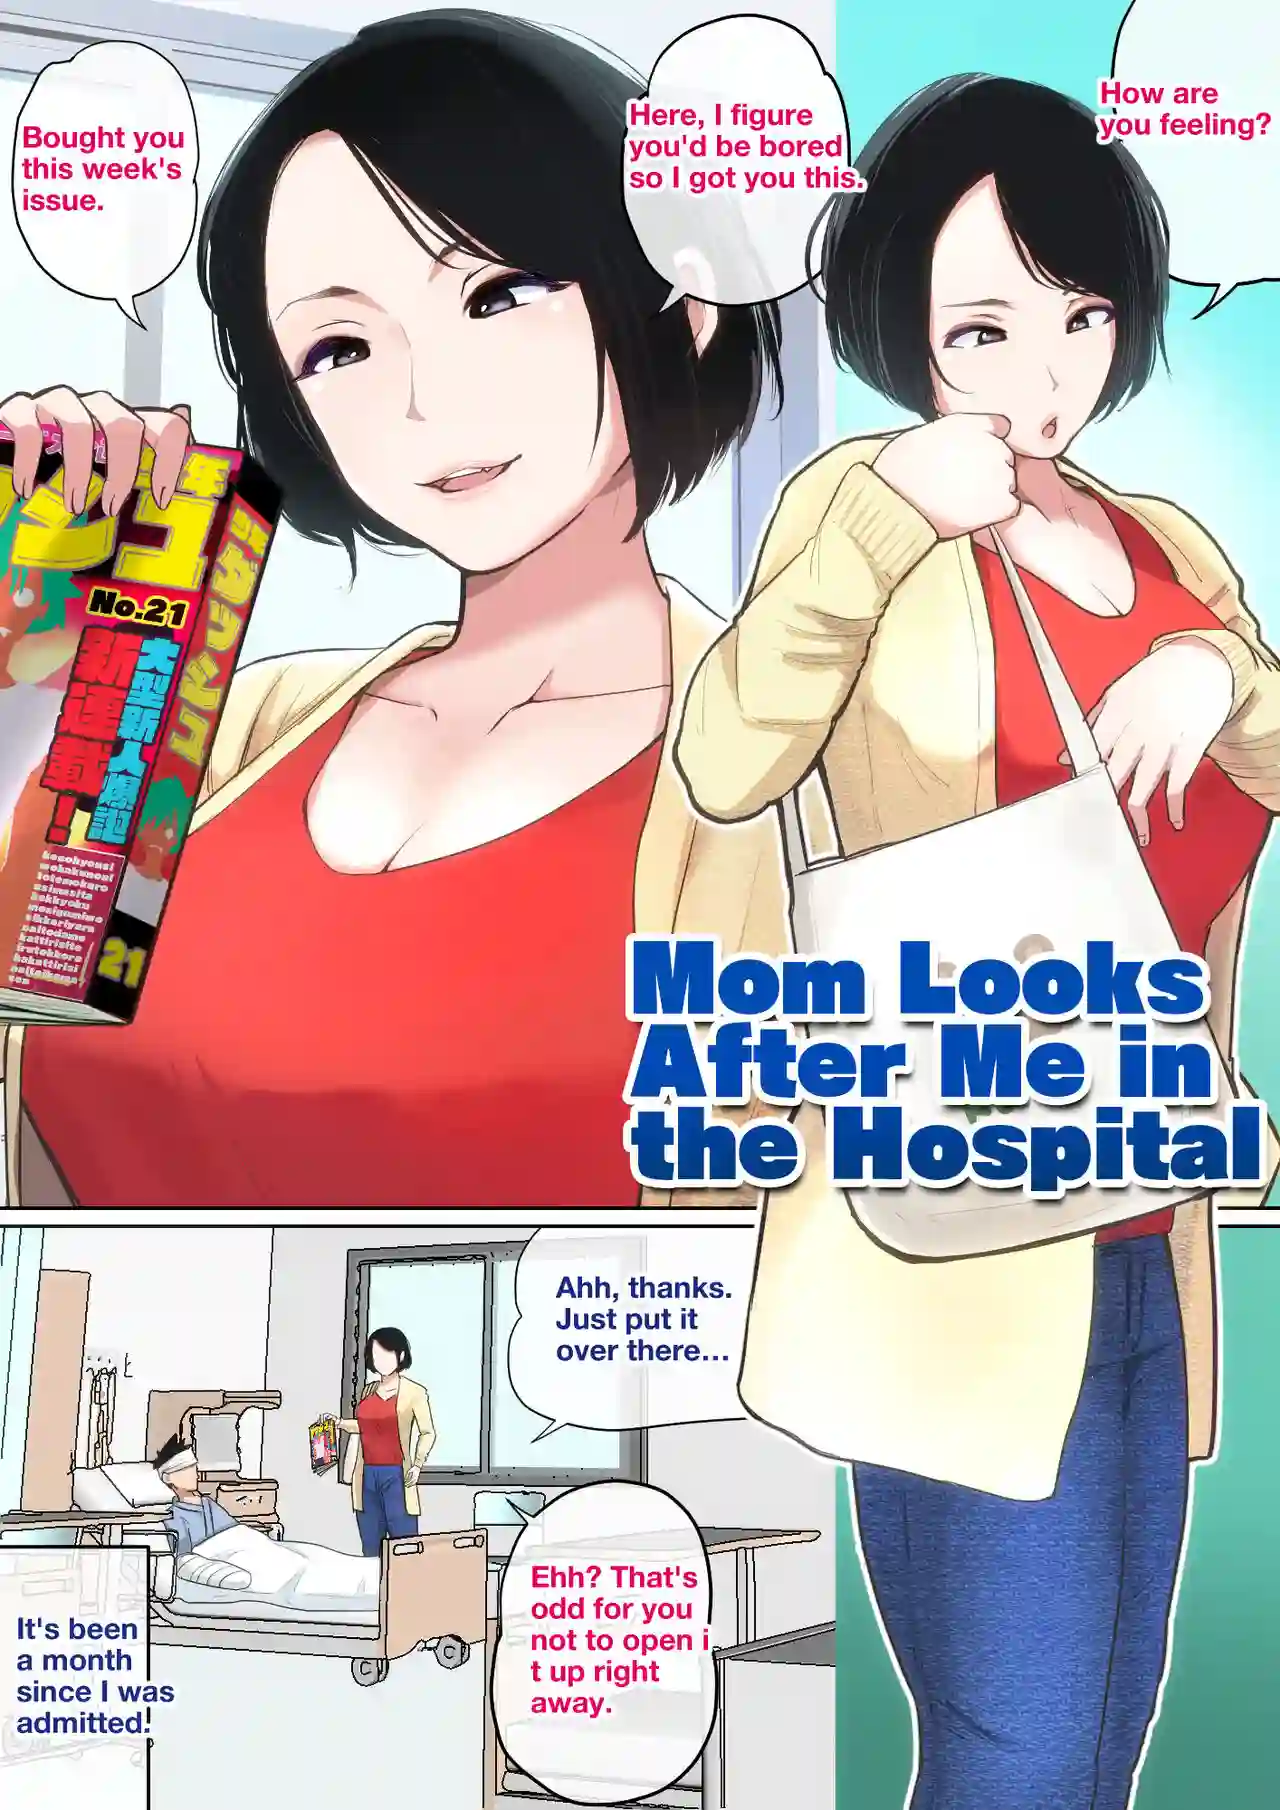 How are
you feeling?
Here, I figure
you'd be bored
so I got you this.
Bought you
this week's
issue.
No.21
大型新人爆誕
新連載!
21
Mom Looks
After Me in
the Hospital
Ahh, thanks.
Just put it
over there...
Ehh? That's
odd for you
not to open i
t up right
away.
It's been
a month
since I was
admitted.